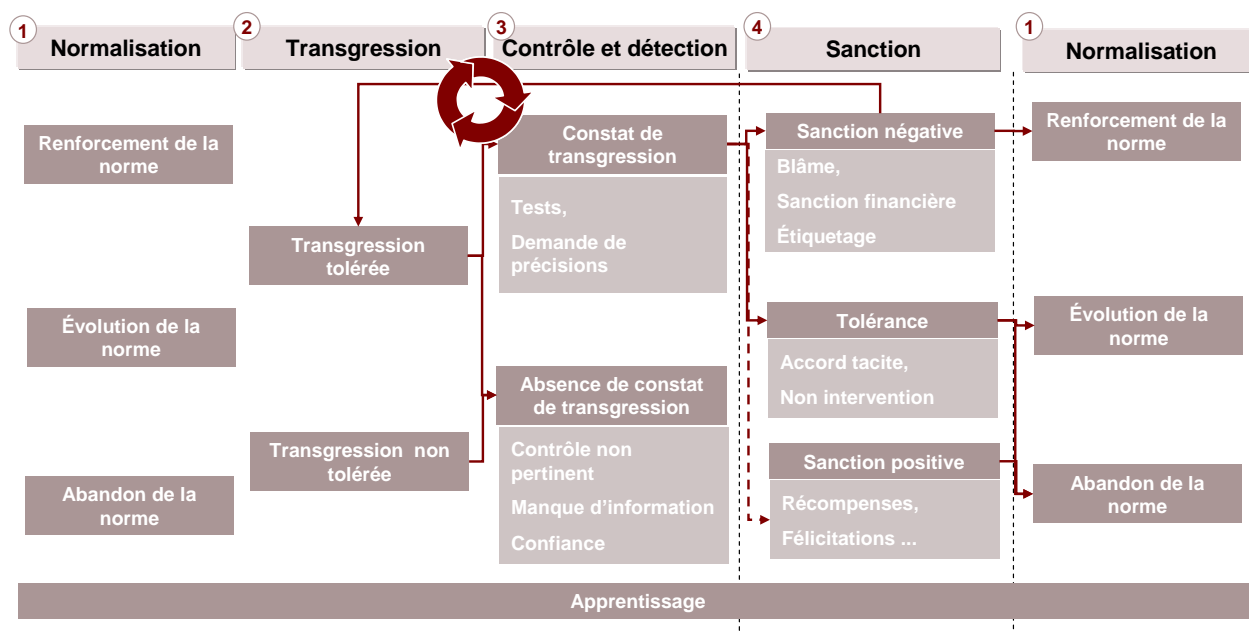 1
Normalisation
2
Transgression
3
Contrôle et détection
4
Sanction
1
Normalisation
Renforcement de la
norme
Évolution de la
norme
Abandon de la
norme
Transgression
tolérée
Transgression  non
tolérée
Constat de
transgression
Tests,
Demande de
précisions
Absence de constat
de transgression
Contrôle non
pertinent
Manque d’information
Confiance
Sanction négative
Blâme,
Sanction financière
Étiquetage
Tolérance
Accord tacite,
Non intervention
Sanction positive
Récompenses,
Félicitations ...
Renforcement de la
norme
Évolution de la
norme
Abandon de la
norme
Apprentissage